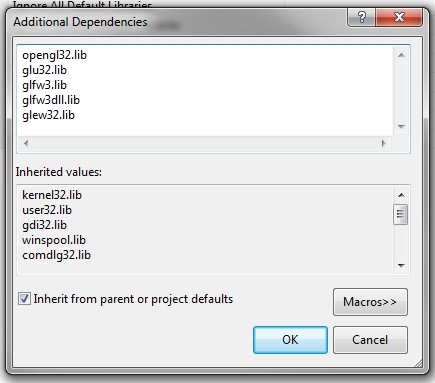 Ignore All Default Libraries
Additional Dependencies
opengl32.lib
glu32.lib
glfw3.lib
glfw3dll.lib
glew32.lib
Inherited values:
kernel32.lib
user32.lib
gdi32.lib
winspool.lib
comdlg32.lib
Inherit from parent or project defaults
Macros>>
OK
Cancel